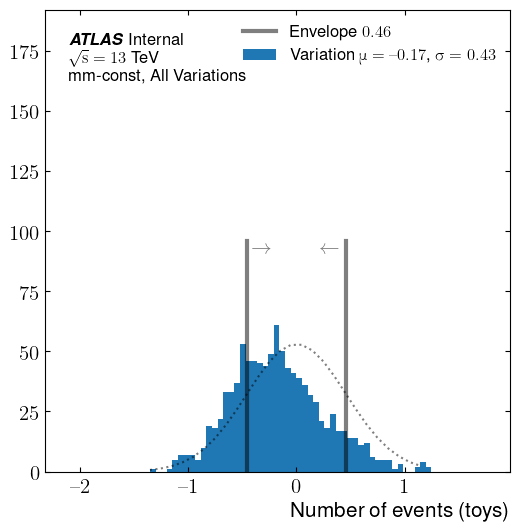 ATLAS Internal
√s = 13 TeV
mm-const, All Variations
Envelope 0.46
Variation μ = −0.17, σ = 0.43
175
150
125
100
75
50
25
0
→ ←
−2 −1 0 1
Number of events (toys)